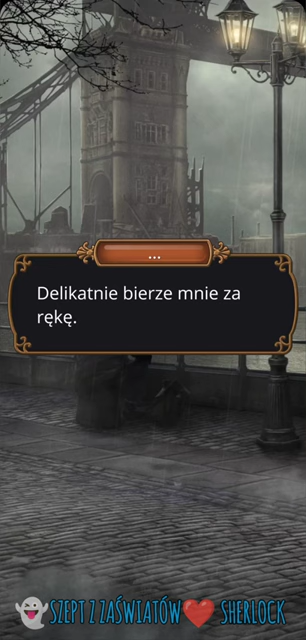 ...
Delikatnie bierze mnie za
rękę.
👻SZEPT Z ZAŚWIATÓW❤️ SHERLOCK